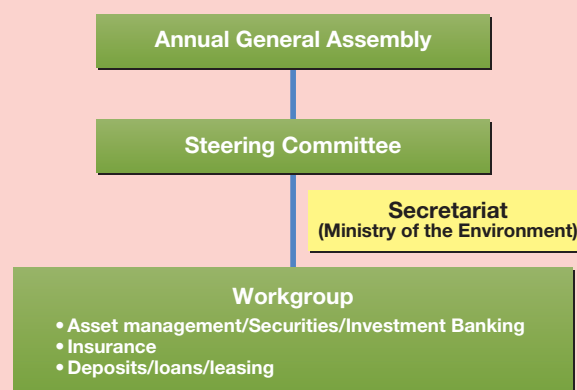 Annual General Assembly
Steering Committee
Secretariat
(Ministry of the Environment)
Workgroup
• Asset management/Securities/Investment Banking
• Insurance
• Deposits/loans/leasing